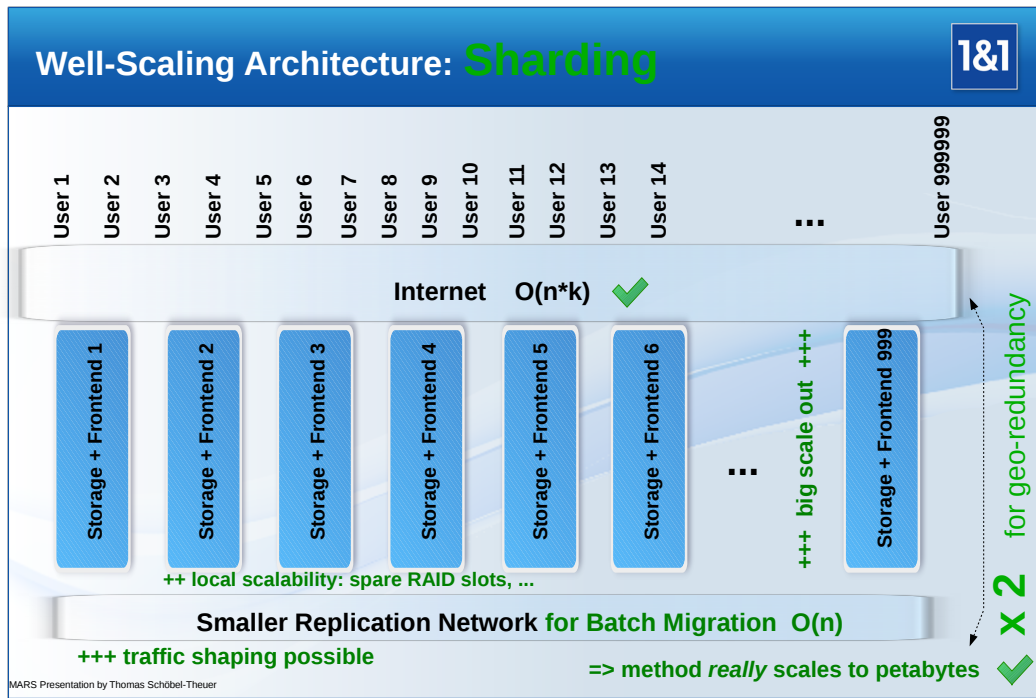 Well-Scaling Architecture: Sharding
1&1
User 1
User 2
User 3
User 4
User 5
User 6
User 7
User 8
User 9
User 10
User 11
User 12
User 13
User 14
...
User 999999
Internet O(n*k)
Storage + Frontend 1
Storage + Frontend 2
Storage + Frontend 3
Storage + Frontend 4
Storage + Frontend 5
Storage + Frontend 6
...
+++ big scale out +++
Storage + Frontend 999
x 2 for geo-redundancy
++ local scalability: spare RAID slots, ...
Smaller Replication Network for Batch Migration O(n)
+++ traffic shaping possible
=> method really scales to petabytes
MARS Presentation by Thomas Schöbel-Theuer